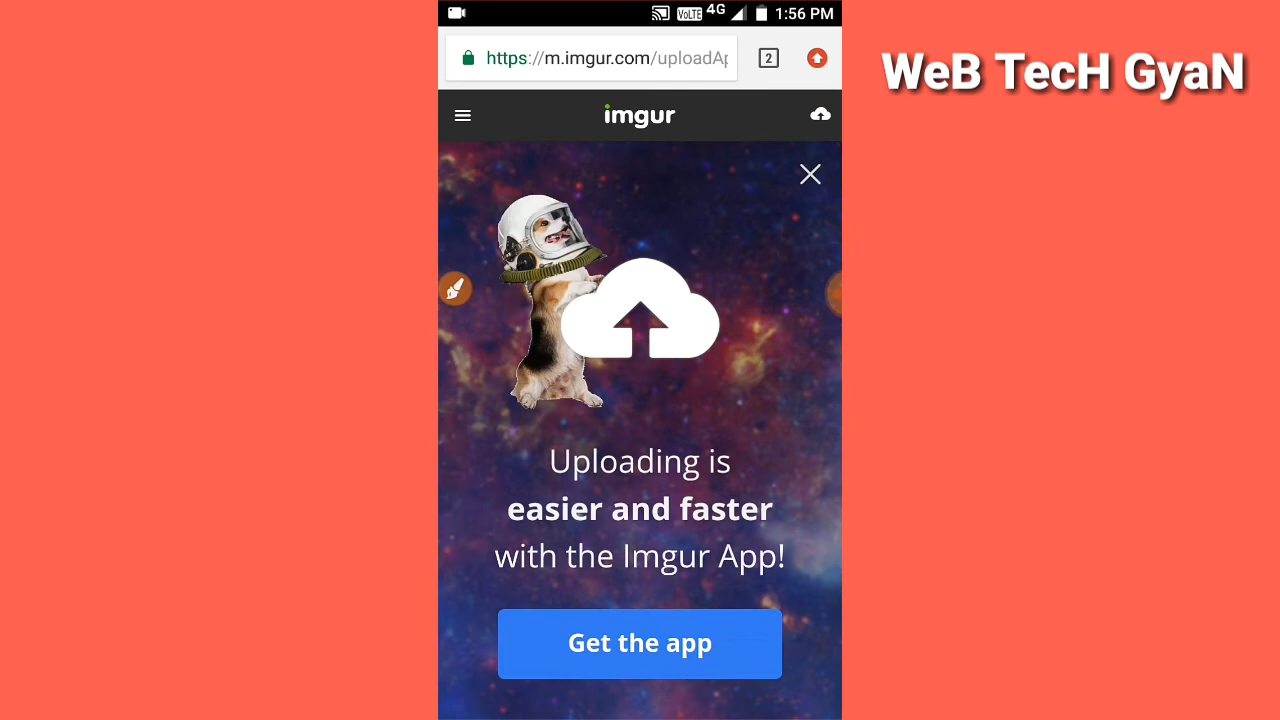 VoLTE 4G 1:56 PM
https://m.imgur.com/uploadAp
2
WeB TecH GyaN
imgur
Uploading is
easier and faster
with the Imgur App!
Get the app